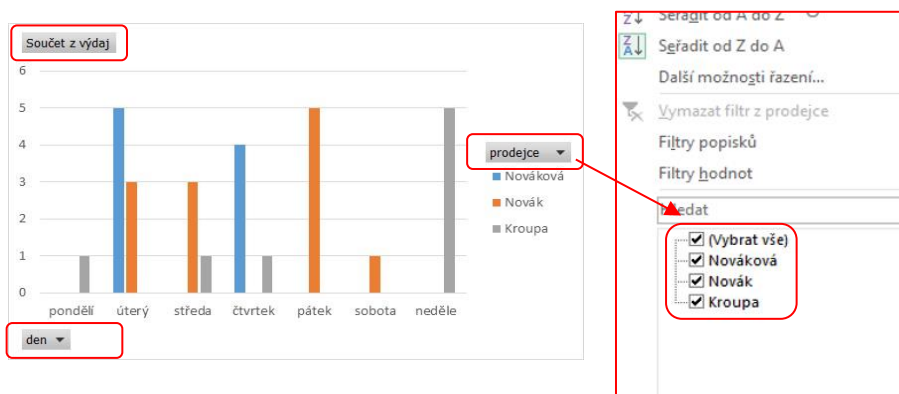 Součet z výdaj
6
5
4
3
2
1
0
pondělí úterý středa čtvrtek pátek sobota neděle
den
prodejce
Nováková
Novák
Kroupa
Seřadit od A do Z
Seřadit od Z do A
Další možnosti řazení...
Vymazat filtr z prodejce
Filtry popisků
Filtry hodnot
Hledat
(Vybrat vše)
Nováková
Novák
Kroupa